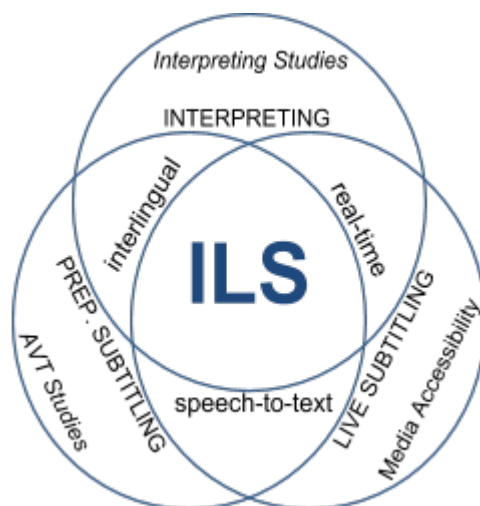 Interpreting Studies
INTERPRETING
interlingual
real-time
ILS
PREP. SUBTITLING
AVT Studies
speech-to-text
LIVE SUBTITLING
Media Accessibility